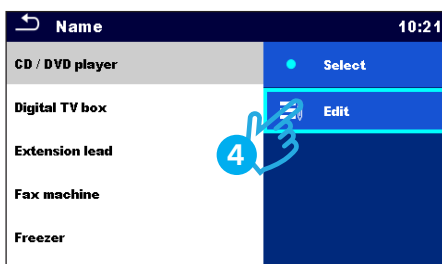 Name 10:21
CD / DVD player Select
Digital TV box Edit
Extension lead
4
Fax machine
Freezer